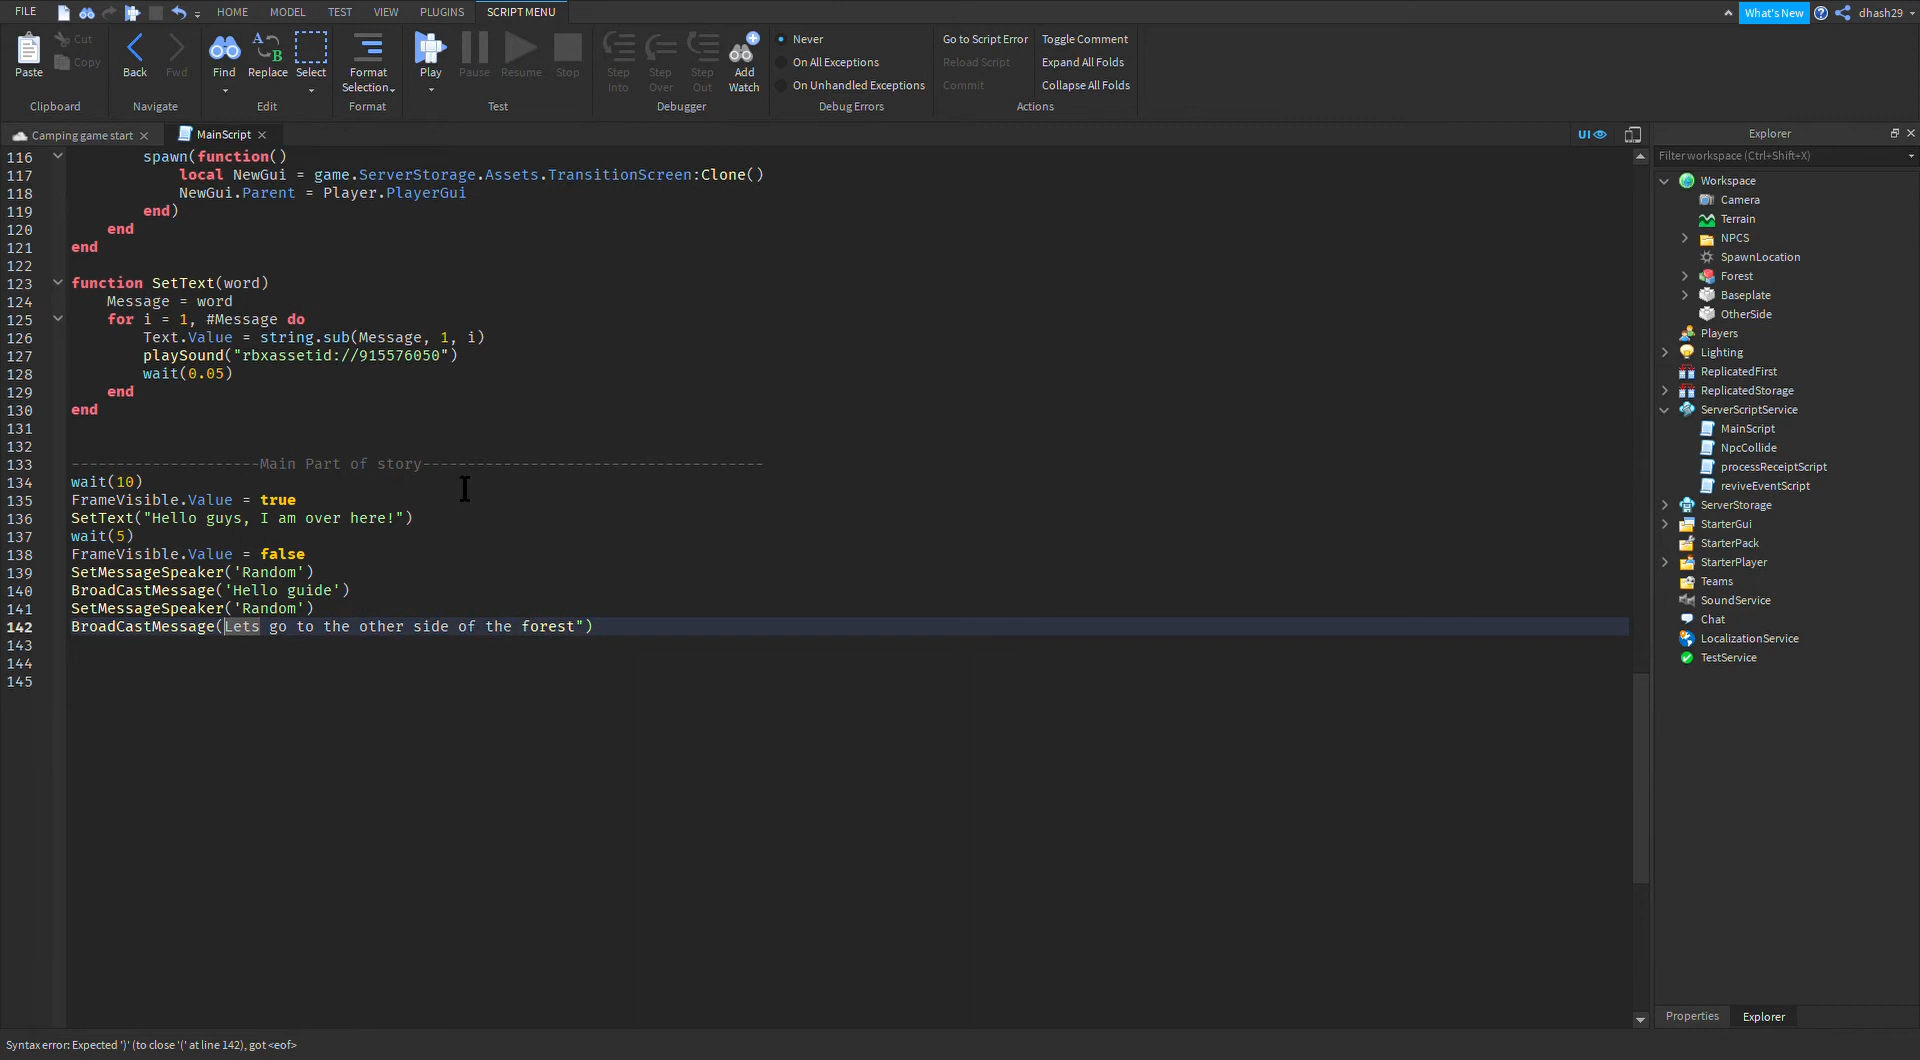 FILE HOME MODEL TEST VIEW PLUGINS SCRIPT MENU What's New dhash29
Paste Cut Copy Clipboard
Back Fwd Navigate
Find Replace Select Edit
Format Selection Format
Play Pause Resume Stop Test
Step Into Step Over Step Out Add Watch Debugger
Never
On All Exceptions
On Unhandled Exceptions
Debug Errors
Go to Script Error Toggle Comment
Reload Script Expand All Folds
Commit Collapse All Folds
Actions
Camping game start MainScript UI
116 spawn(function()
117 local NewGui = game.ServerStorage.Assets.TransitionScreen:Clone()
118 NewGui.Parent = Player.PlayerGui
119 end)
120 end
121 end
122
123 function SetText(word)
124 Message = word
125 for i = 1, #Message do
126 Text.Value = string.sub(Message, 1, i)
127 playSound("rbxassetid://915576050")
128 wait(0.05)
129 end
130 end
131
132
133 ---------------------Main Part of story--------------------------------------
134 wait(10)
135 FrameVisible.Value = true
136 SetText("Hello guys, I am over here!")
137 wait(5)
138 FrameVisible.Value = false
139 SetMessageSpeaker('Random')
140 BroadCastMessage('Hello guide')
141 SetMessageSpeaker('Random')
142 BroadCastMessage(Lets go to the other side of the forest")
143
144
145
Explorer
Filter workspace (Ctrl+Shift+X)
Workspace
Camera
Terrain
NPCS
SpawnLocation
Forest
Baseplate
OtherSide
Players
Lighting
ReplicatedFirst
ReplicatedStorage
ServerScriptService
MainScript
NpcCollide
processReceiptScript
reviveEventScript
ServerStorage
StarterGui
StarterPack
StarterPlayer
Teams
SoundService
Chat
LocalizationService
TestService
Properties Explorer
Syntax error: Expected ')' (to close '(' at line 142), got <eof>